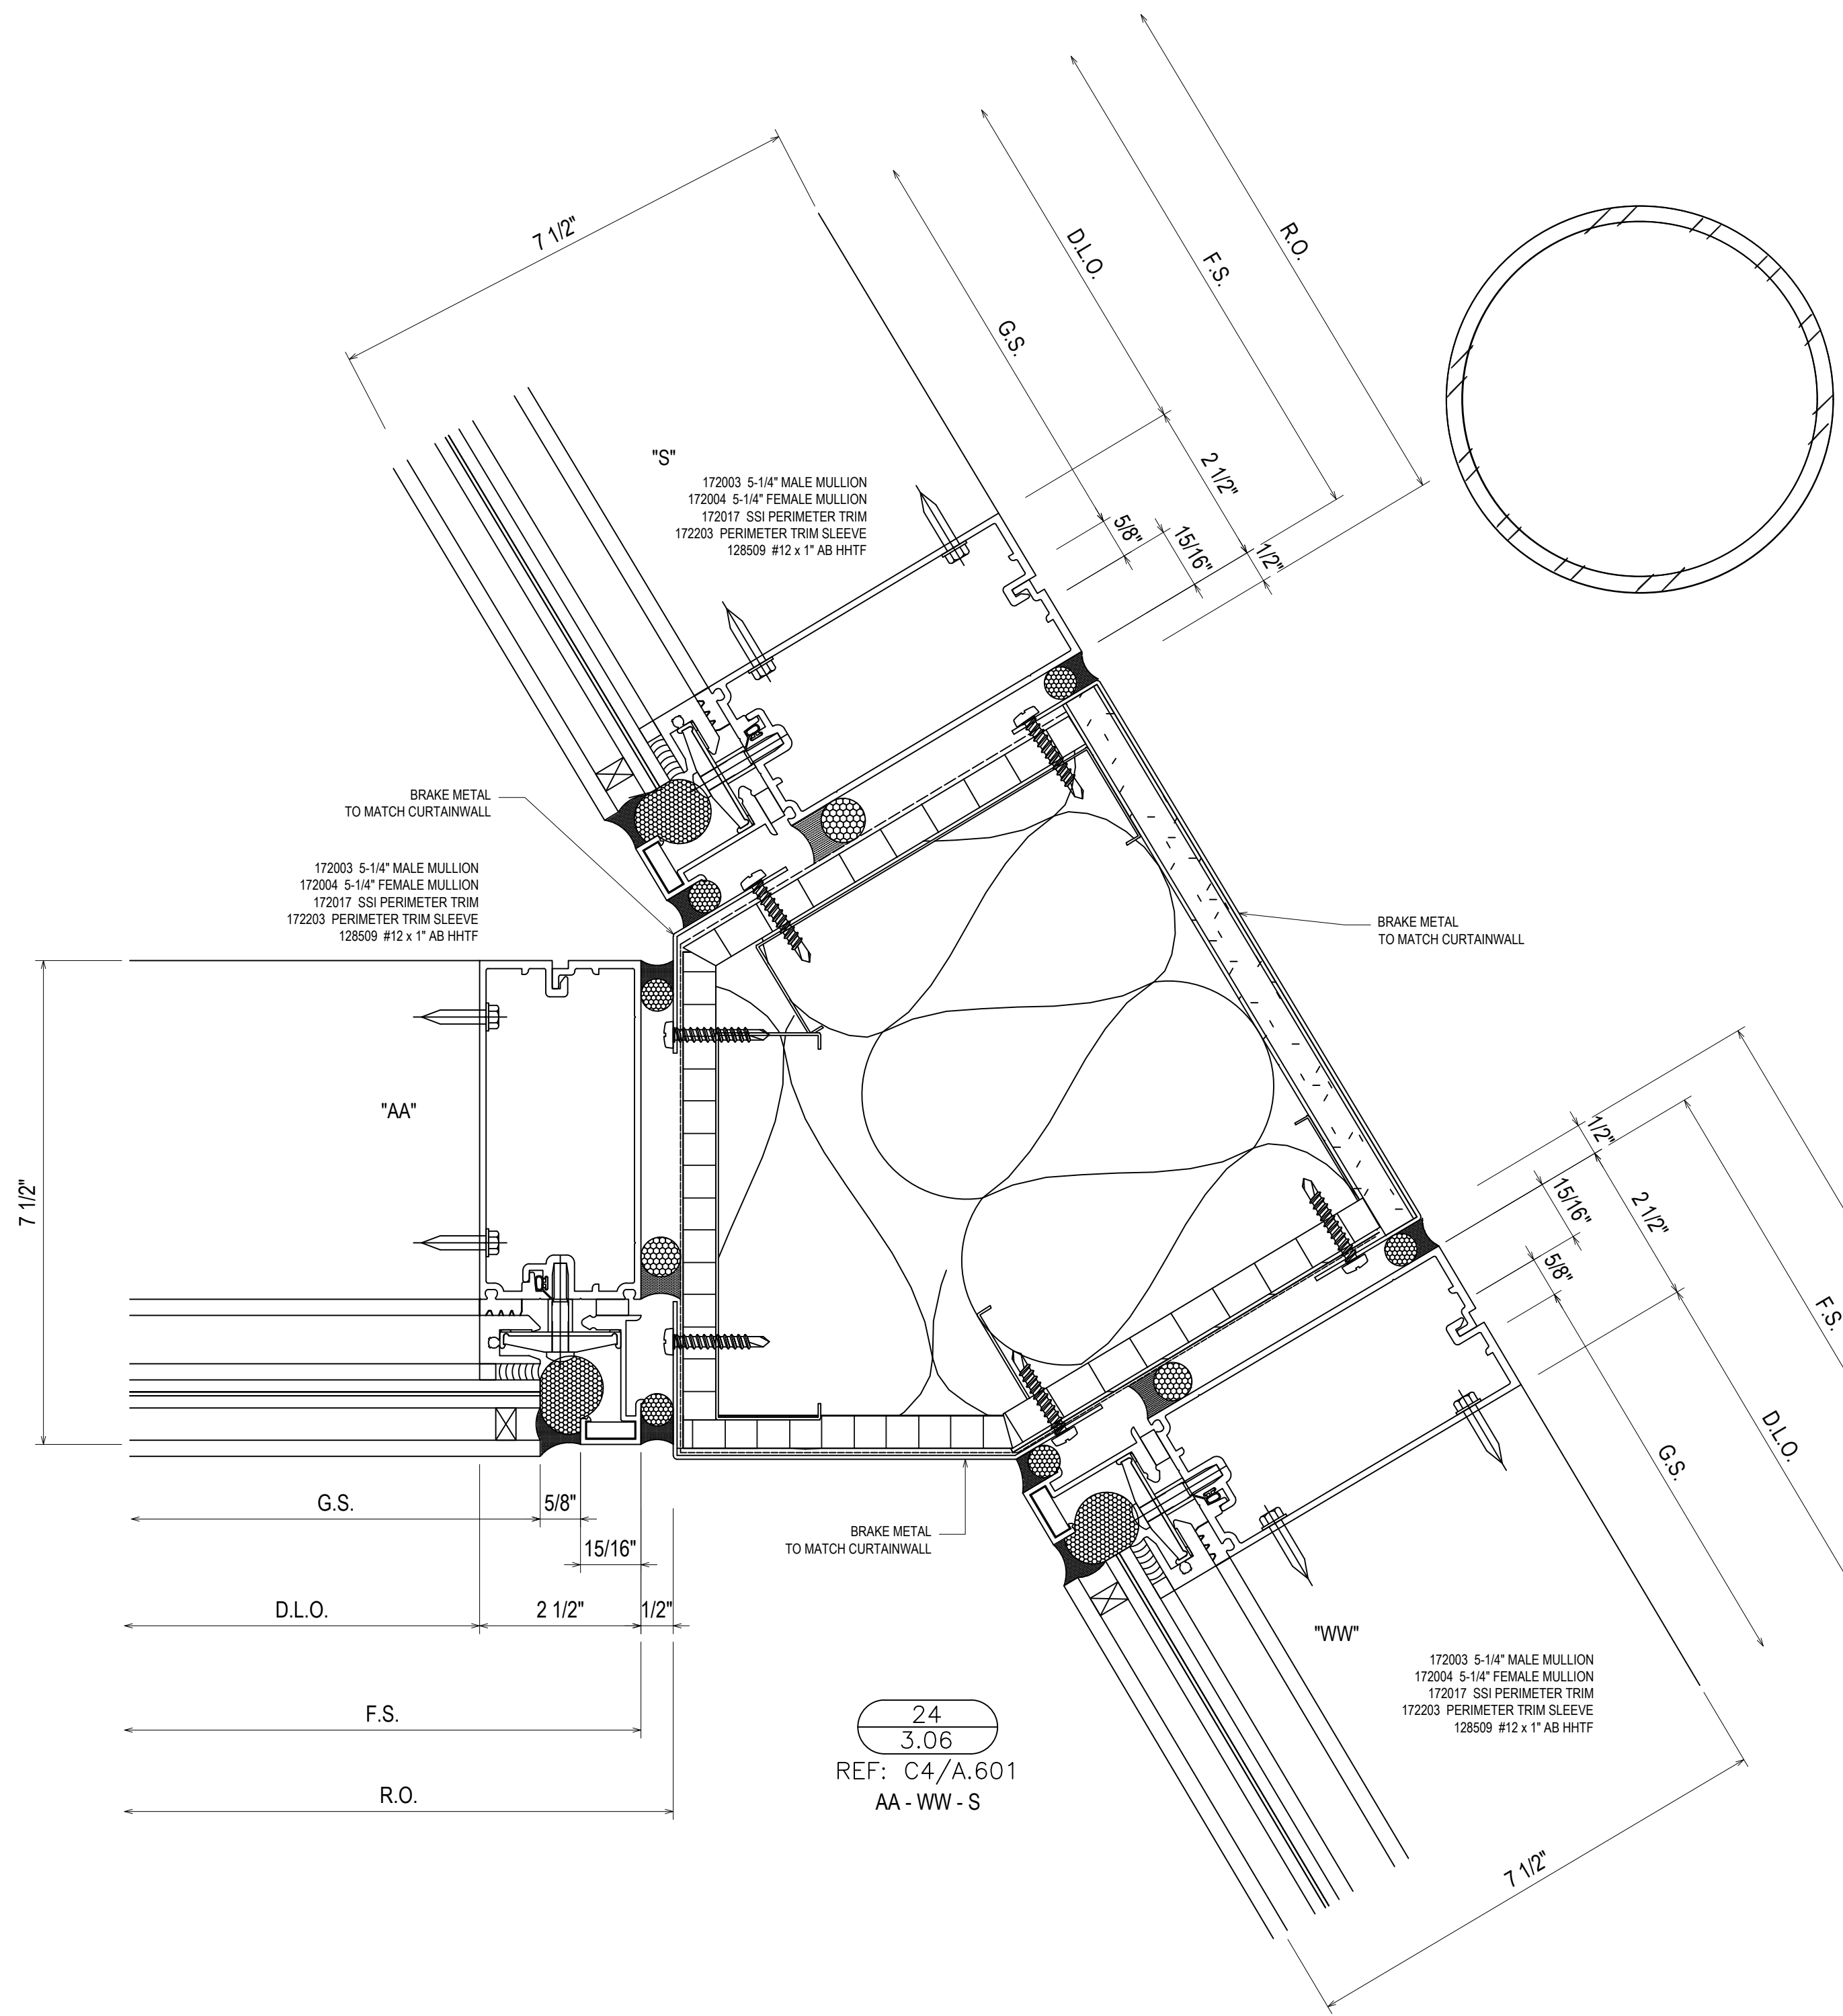 R.O.
F.S.
D.L.O.
G.S.
7 1/2"
2 1/2"
5/8"
15/16"
1/2"
"S"
172003 5-1/4" MALE MULLION
172004 5-1/4" FEMALE MULLION
172017 SSI PERIMETER TRIM
172203 PERIMETER TRIM SLEEVE
128509 #12 x 1" AB HHTF
BRAKE METAL
TO MATCH CURTAINWALL
172003 5-1/4" MALE MULLION
172004 5-1/4" FEMALE MULLION
172017 SSI PERIMETER TRIM
172203 PERIMETER TRIM SLEEVE
128509 #12 x 1" AB HHTF
BRAKE METAL
TO MATCH CURTAINWALL
"AA"
7 1/2"
1/2"
15/16"
2 1/2"
5/8"
F.S.
D.L.O.
G.S.
G.S.
5/8"
15/16"
BRAKE METAL
TO MATCH CURTAINWALL
D.L.O.
2 1/2"
1/2"
"WW"
172003 5-1/4" MALE MULLION
172004 5-1/4" FEMALE MULLION
172017 SSI PERIMETER TRIM
172203 PERIMETER TRIM SLEEVE
128509 #12 x 1" AB HHTF
F.S.
R.O.
24
3.06
REF: C4/A.601
AA - WW - S
7 1/2"